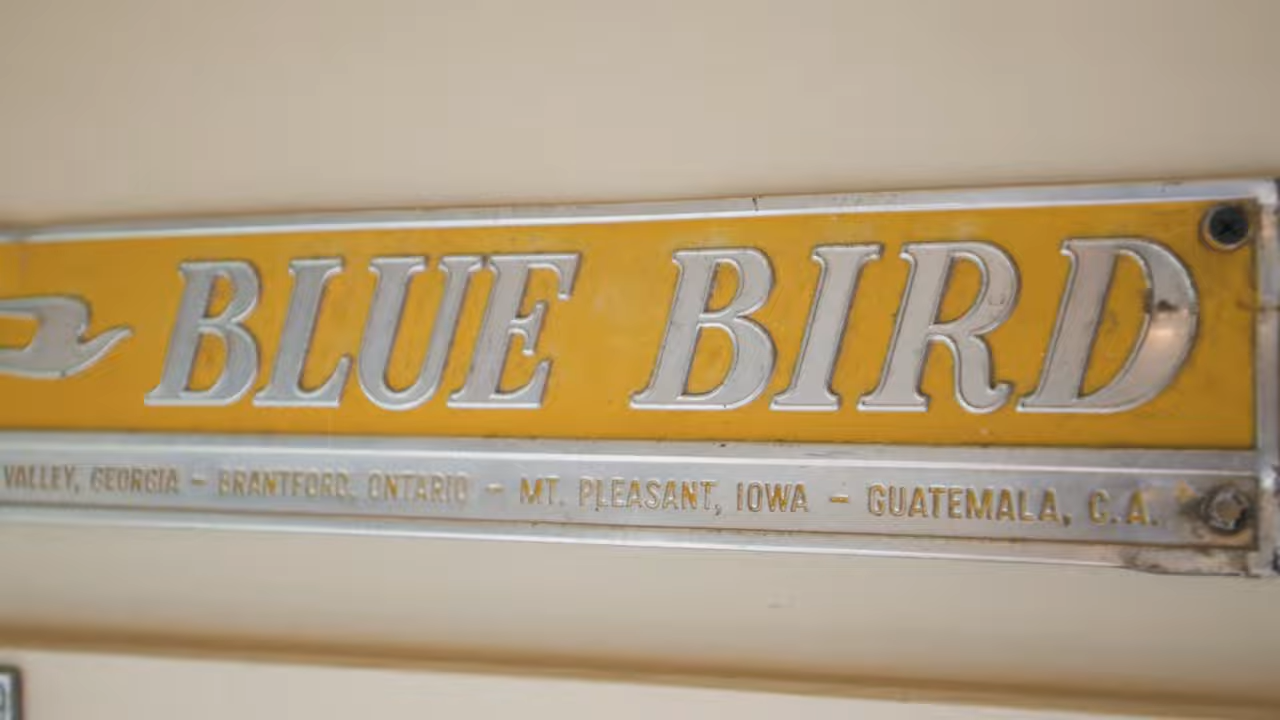 BLUE BIRD
VALLEY, GEORGIA – BRANTFORD, ONTARIO – MT. PLEASANT, IOWA – GUATEMALA, C.A.